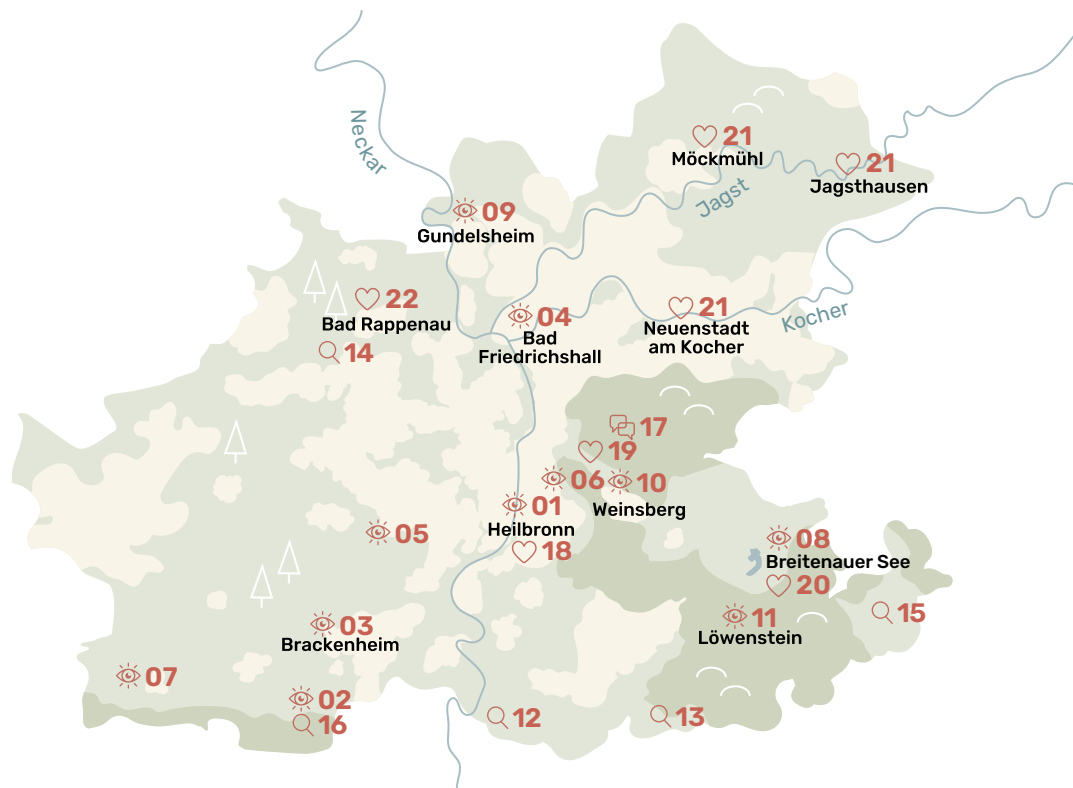 Neckar
21
Möckmühl
21
Jagsthausen
Jagst
09
Gundelsheim
22
Bad Rappenau
14
04
Bad
Friedrichshall
21
Neuenstadt
am Kocher
Kocher
17
19
06
10
Weinsberg
01
Heilbronn
18
05
08
Breitenauer See
20
15
11
Löwenstein
03
Brackenheim
07
02
16
12
13